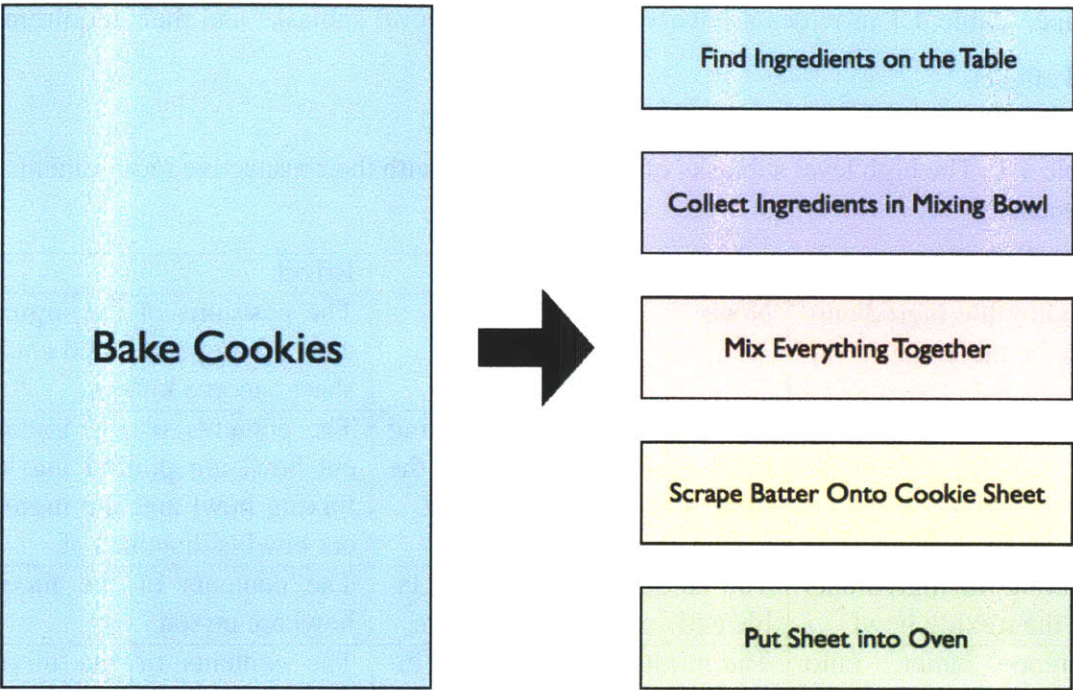 Find Ingredients on the Table
Collect Ingredients in Mixing Bowl
Bake Cookies
Mix Everything Together
Scrape Batter Onto Cookie Sheet
Put Sheet into Oven